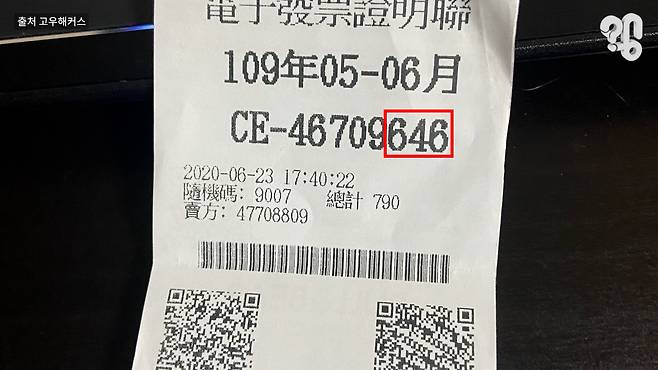 출처 고우해커스
왱
電子發票證明聯
109年05-06月
CE-46709646
2020-06-23 17:40:22
隨機碼: 9007 總計 790
賣方: 47708809